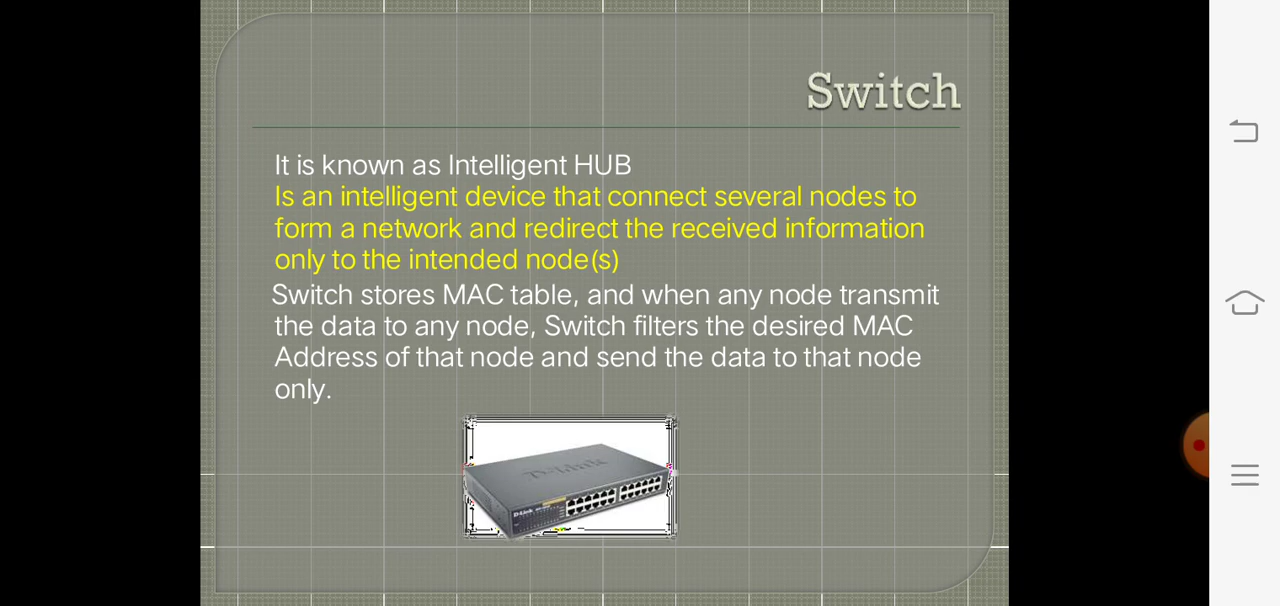 Switch
It is known as Intelligent HUB
Is an intelligent device that connect several nodes to
form a network and redirect the received information
only to the intended node(s)
Switch stores MAC table, and when any node transmit
the data to any node, Switch filters the desired MAC
Address of that node and send the data to that node
only.
D-Link
D-Link